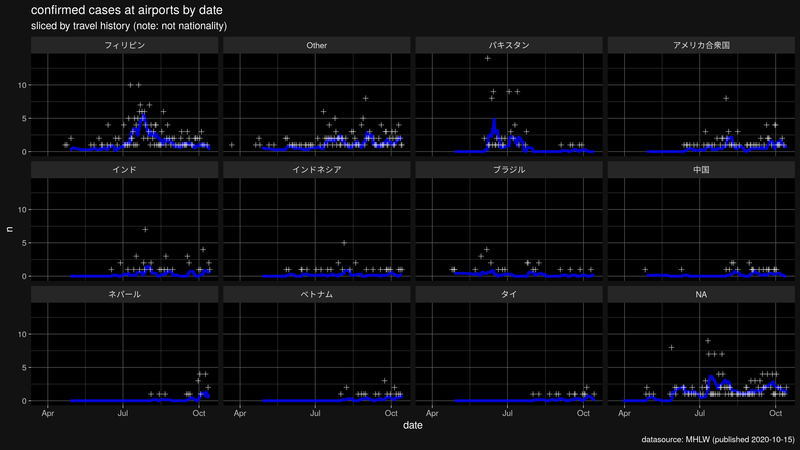 confirmed cases at airports by date
sliced by travel history (note: not nationality)
フィリピン Other パキスタン アメリカ合衆国
10
5
0
インド インドネシア ブラジル 中国
10
5
0
n
ネパール ベトナム タイ NA
10
5
0
Apr Jul Oct Apr Jul Oct Apr Jul Oct Apr Jul Oct
date
datasource: MHLW (published 2020-10-15)